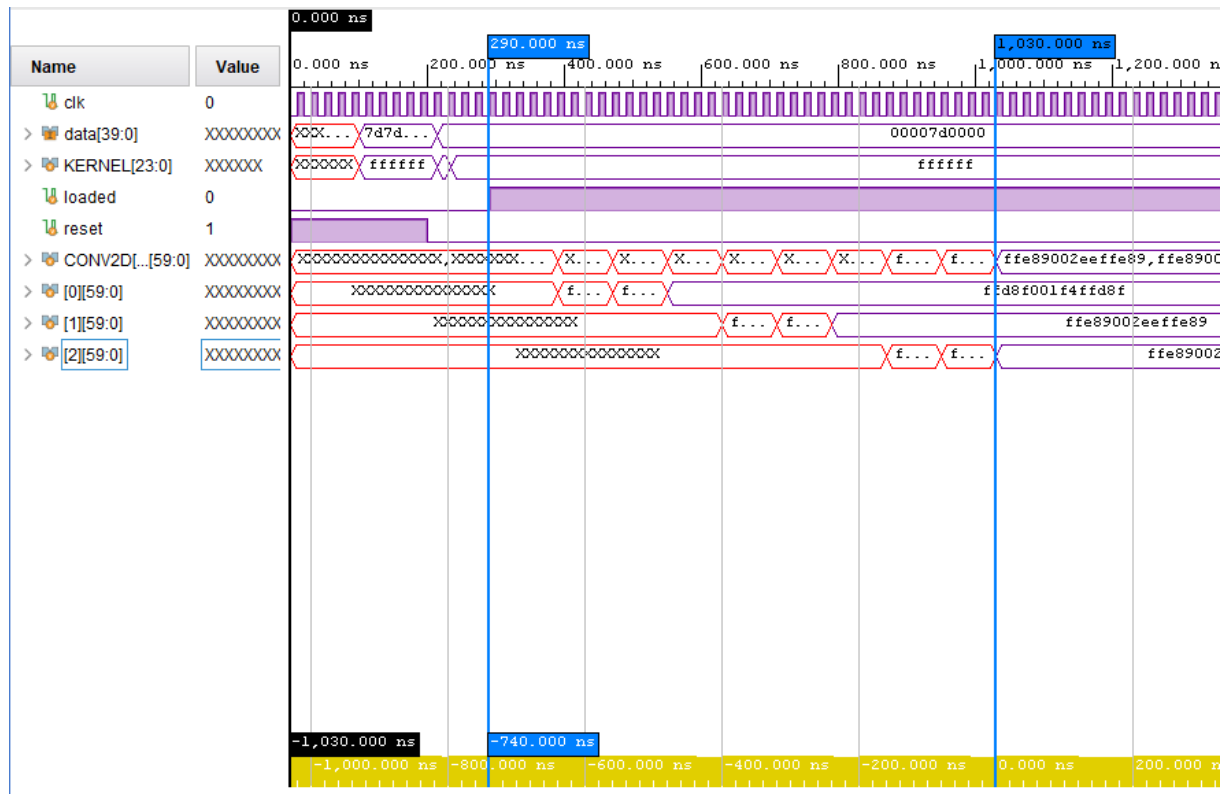 0.000 ns
290.000 ns 1,030.000 ns
Name Value
0.000 ns 200.000 ns 400.000 ns 600.000 ns 800.000 ns 1,000.000 ns 1,200.000 n
clk 0
data[39:0] XXXXXXXX XXX... 7d7d... 00007d0000
KERNEL[23:0] XXXXXX XXXXXX ffffff ffffff
loaded 0
reset 1
CONV2D[...[59:0] XXXXXXXX XXXXXXXXXXXXXXX,XXXXXXX... X... X... X... X... X... X... f... f... ffe89002eeffe89,ffe8900
[0][59:0] XXXXXXXX XXXXXXXXXXXXXXX f... f... ffd8f001f4ffd8f
[1][59:0] XXXXXXXX XXXXXXXXXXXXXXX f... f... ffe89002eeffe89
[2][59:0] XXXXXXXX XXXXXXXXXXXXXXX f... f... ffe89002
-1,030.000 ns -740.000 ns
-1,000.000 ns -800.000 ns -600.000 ns -400.000 ns -200.000 ns 0.000 ns 200.000 n